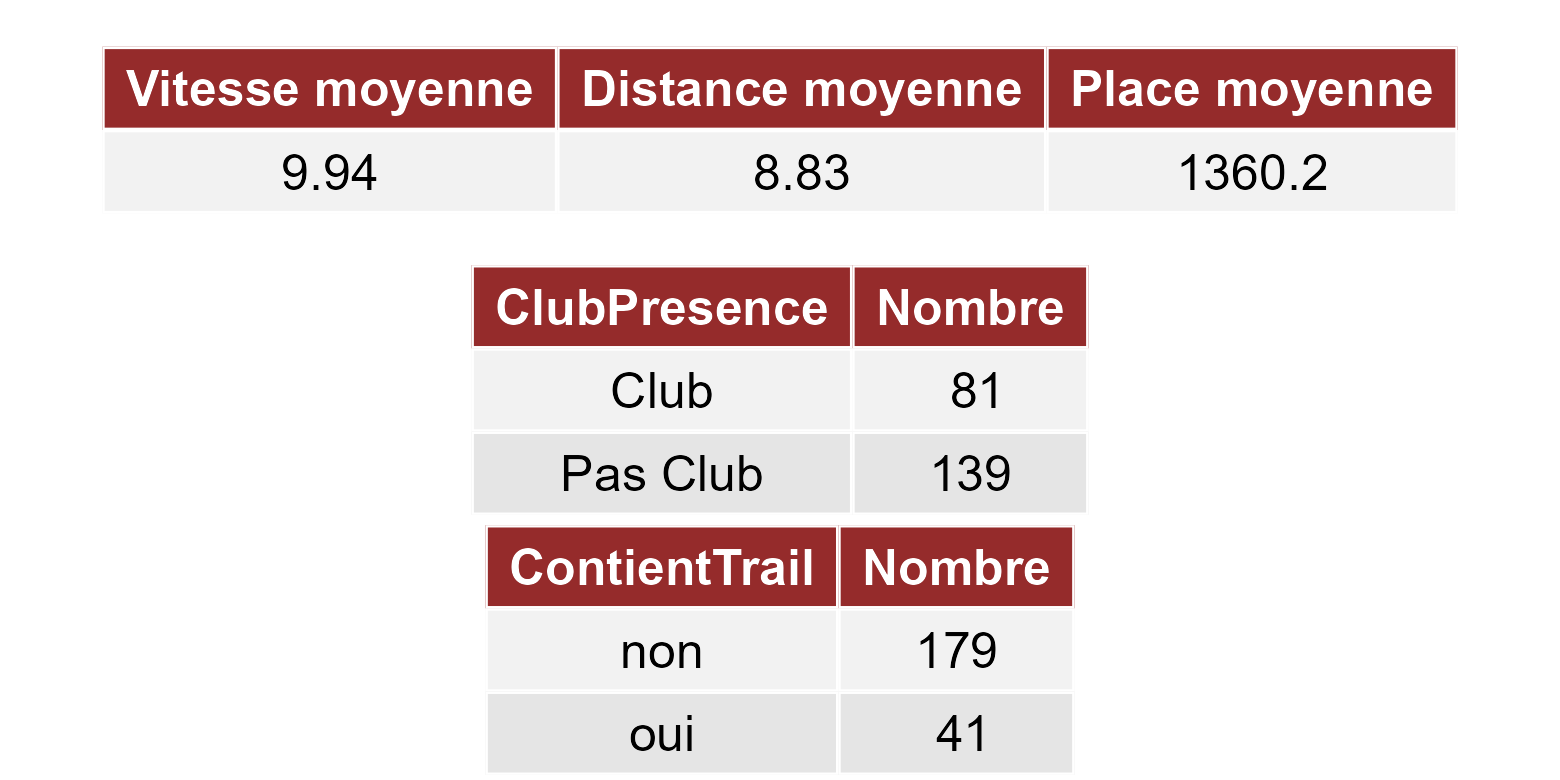 Vitesse moyenne Distance moyenne Place moyenne
9.94 8.83 1360.2
ClubPresence Nombre
Club 81
Pas Club 139
ContientTrail Nombre
non 179
oui 41